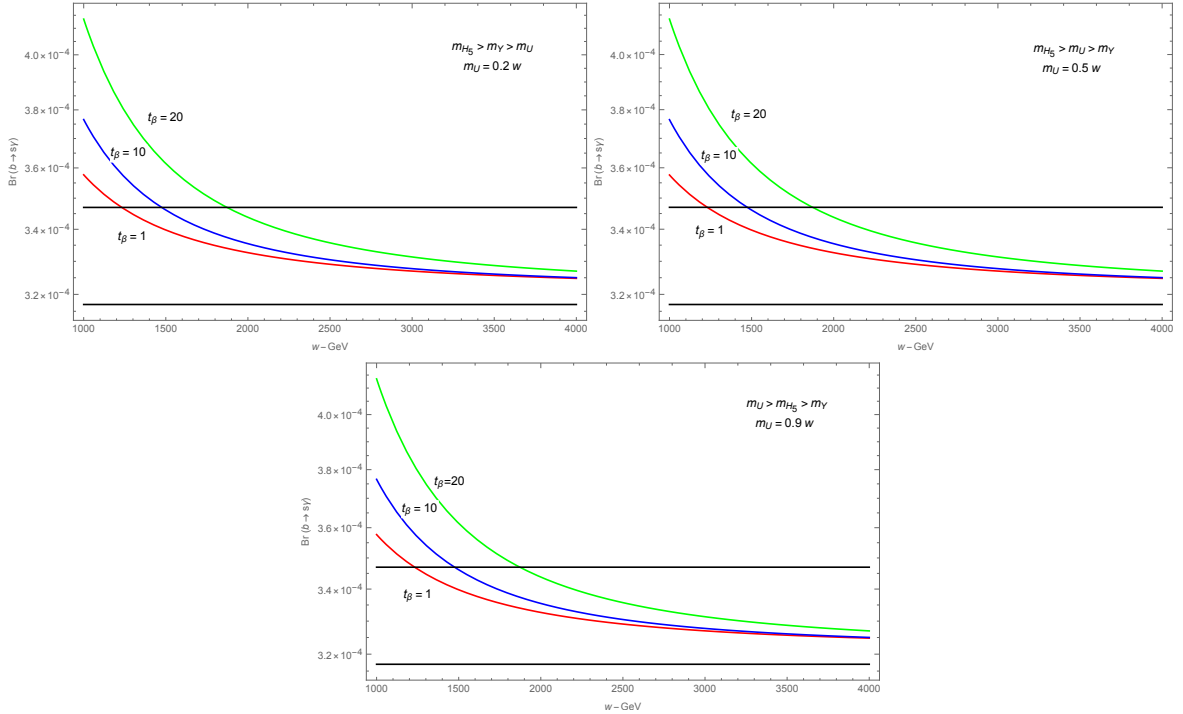 m_{H_5} > m_Y > m_U
m_U = 0.2 w
t_β = 20
t_β = 10
t_β = 1
Br (b → sγ)
4.0×10⁻⁴
3.8×10⁻⁴
3.6×10⁻⁴
3.4×10⁻⁴
3.2×10⁻⁴
1000 1500 2000 2500 3000 3500 4000
w – GeV
m_{H_5} > m_U > m_Y
m_U = 0.5 w
t_β = 20
t_β = 10
t_β = 1
Br (b → sγ)
4.0×10⁻⁴
3.8×10⁻⁴
3.6×10⁻⁴
3.4×10⁻⁴
3.2×10⁻⁴
1000 1500 2000 2500 3000 3500 4000
w – GeV
m_U > m_{H_5} > m_Y
m_U = 0.9 w
t_β=20
t_β = 10
t_β = 1
Br (b → sγ)
4.0×10⁻⁴
3.8×10⁻⁴
3.6×10⁻⁴
3.4×10⁻⁴
3.2×10⁻⁴
1000 1500 2000 2500 3000 3500 4000
w – GeV